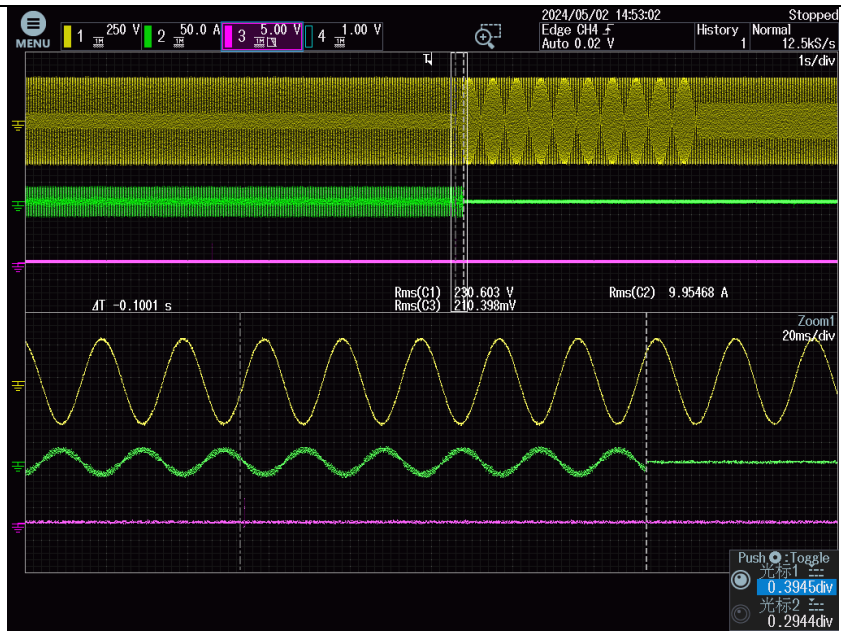 2024/05/02 14:53:02 Stopped
MENU 1 250 V 2 50.0 A 3 5.00 V 4 1.00 V Edge CH4 Auto 0.02 V History 1 Normal 12.5kS/s
1s/div
T
Rms(C1) 230.603 V Rms(C2) 9.95468 A
ΔT -0.1001 s Rms(C3) 210.398mV
Zoom1
20ms/div
Push :Toggle
光标1
0.3945div
光标2
0.2944div